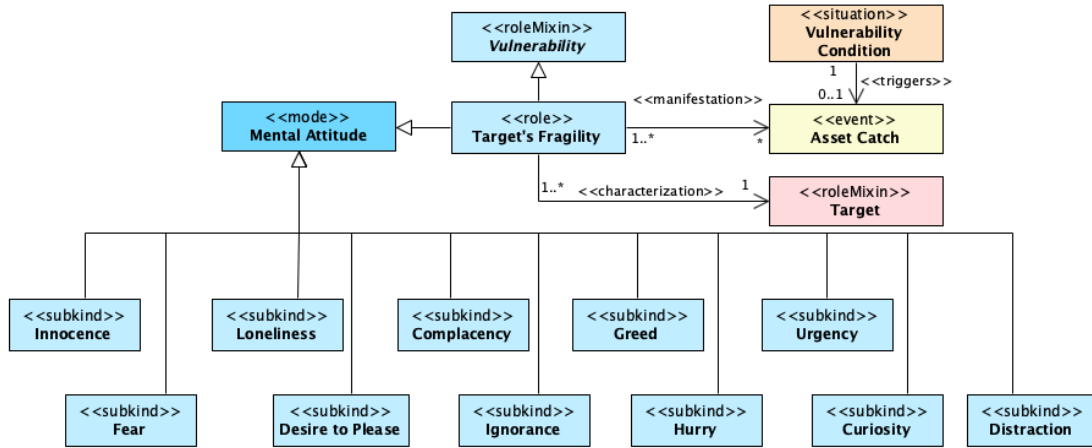 <<roleMixin>>
Vulnerability
<<situation>>
Vulnerability
Condition
1
<<triggers>>
0..1
<<mode>>
Mental Attitude
<<role>>
Target's Fragility
<<manifestation>>
1..*
*
<<event>>
Asset Catch
1..*
<<characterization>>
1
<<roleMixin>>
Target
<<subkind>>
Innocence
<<subkind>>
Loneliness
<<subkind>>
Complacency
<<subkind>>
Greed
<<subkind>>
Urgency
<<subkind>>
Fear
<<subkind>>
Desire to Please
<<subkind>>
Ignorance
<<subkind>>
Hurry
<<subkind>>
Curiosity
<<subkind>>
Distraction